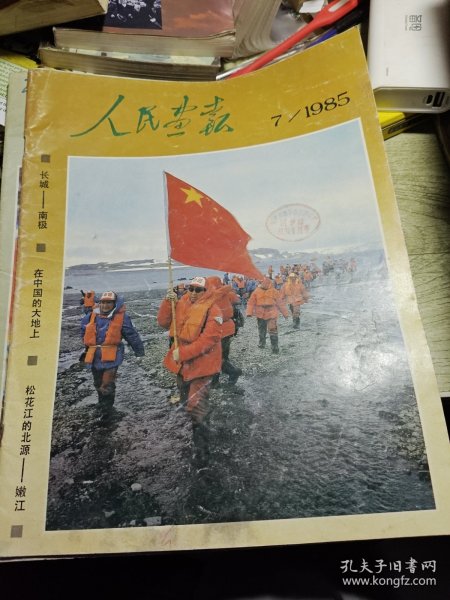 人民画报
7/1985
长城——南极
在中国的大地上
松花江的北源——嫩江
孔夫子旧书网
www.kongfz.com